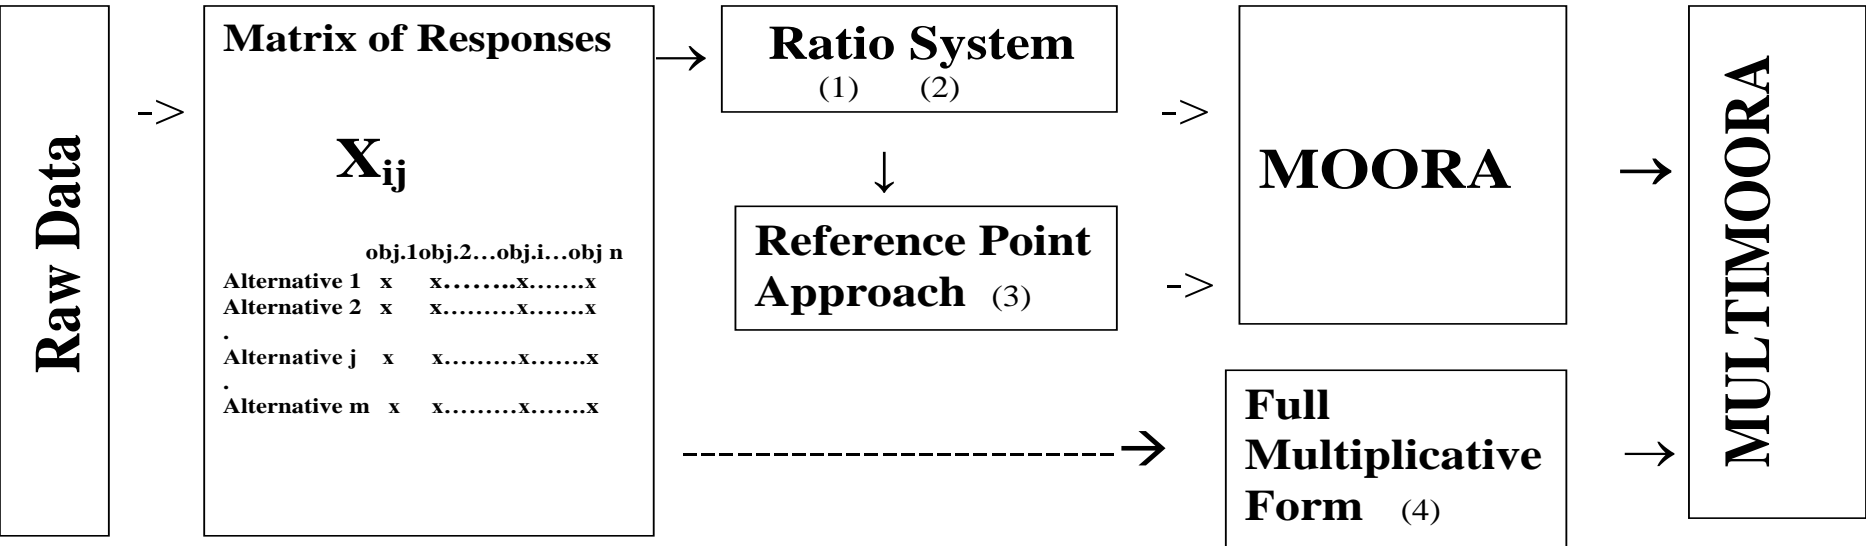 Raw Data
->
Matrix of Responses
Xij
obj.1obj.2…obj.i…obj n
Alternative 1 x x……...x…….x
Alternative 2 x x………x…….x
.
Alternative j x x………x…….x
.
Alternative m x x………x…….x
→
Ratio System
(1) (2)
↓
Reference Point
Approach (3)
->
->
MOORA
---------------------→
Full
Multiplicative
Form (4)
→
→
MULTIMOORA